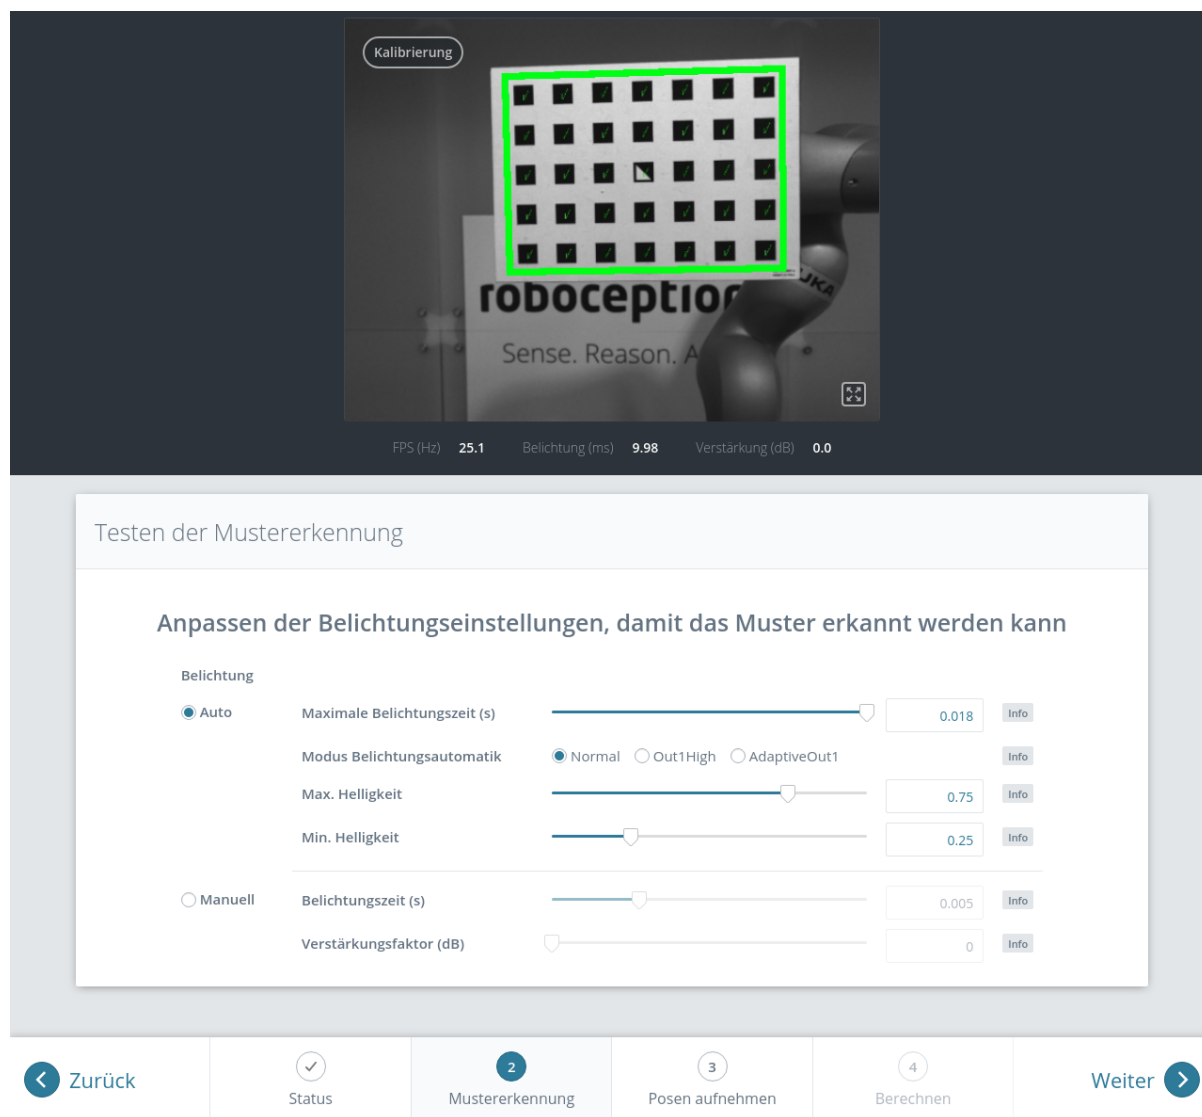 Kalibrierung
roboception
Sense. Reason. A
FPS (Hz) 25.1 Belichtung (ms) 9.98 Verstärkung (dB) 0.0
Testen der Mustererkennung
Anpassen der Belichtungseinstellungen, damit das Muster erkannt werden kann
Belichtung
Auto Maximale Belichtungszeit (s) 0.018 Info
Modus Belichtungsautomatik Normal Out1High AdaptiveOut1 Info
Max. Helligkeit 0.75 Info
Min. Helligkeit 0.25 Info
Manuell Belichtungszeit (s) 0.005 Info
Verstärkungsfaktor (dB) 0 Info
Zurück
Status
2
Mustererkennung
3
Posen aufnehmen
4
Berechnen
Weiter